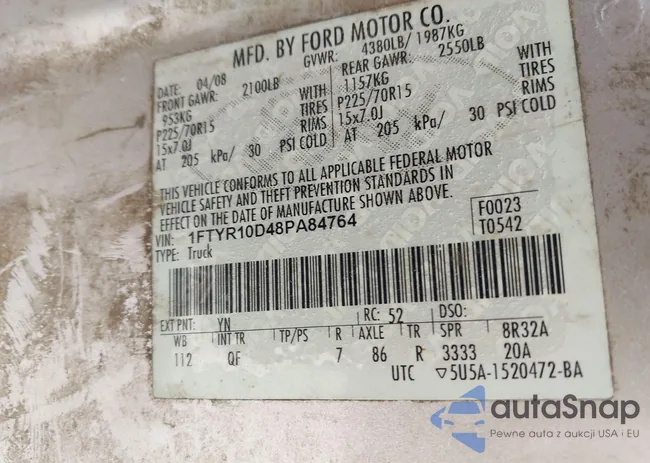 MFD. BY FORD MOTOR CO.
DATE: 04/08 GVWR: 4380LB/ 1987KG
FRONT GAWR: 2100LB REAR GAWR: 2550LB
953KG WITH 1157KG WITH
P225/70R15 TIRES P225/70R15 TIRES
15x7.0J RIMS 15x7.0J RIMS
AT 205 kPa/ 30 PSI COLD AT 205 kPa/ 30 PSI COLD
THIS VEHICLE CONFORMS TO ALL APPLICABLE FEDERAL MOTOR
VEHICLE SAFETY AND THEFT PREVENTION STANDARDS IN
EFFECT ON THE DATE OF MANUFACTURE SHOWN ABOVE.
VIN: 1FTYR10D48PA84764 F0023
TYPE: Truck T0542
EXT PNT: YN RC: 52 DSO:
WB INT TR TP/PS R AXLE TR SPR 8R32A
112 QF 7 86 R 3333 20A
UTC ▽5U5A-1520472-BA
autaSnap
Pewne auta z aukcji USA i EU